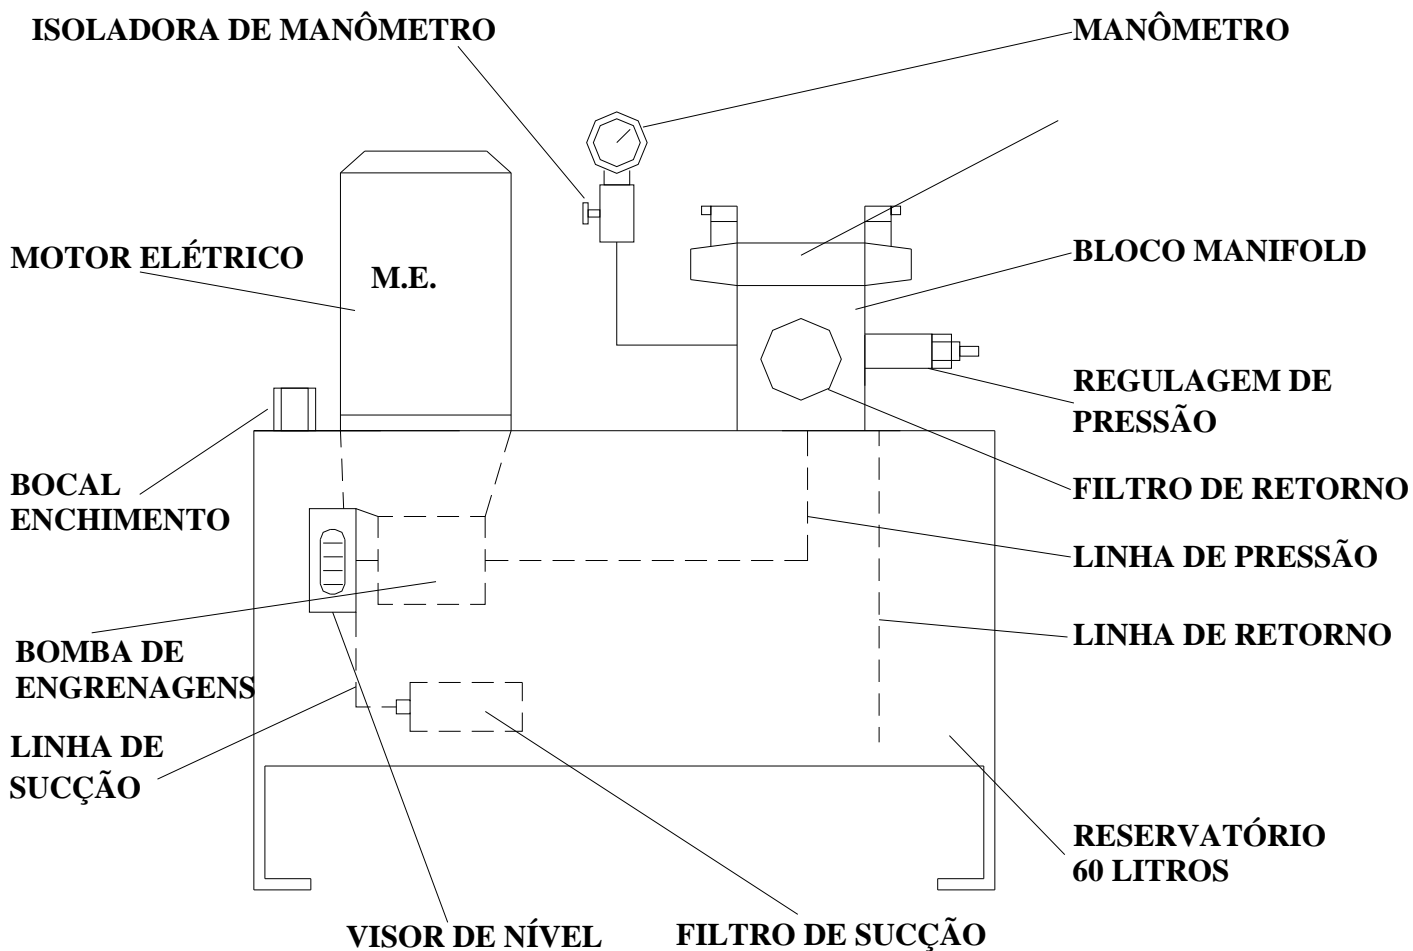 ISOLADORA DE MANÔMETRO
MANÔMETRO
MOTOR ELÉTRICO
M.E.
BLOCO MANIFOLD
REGULAGEM DE
PRESSÃO
BOCAL
ENCHIMENTO
FILTRO DE RETORNO
LINHA DE PRESSÃO
BOMBA DE
ENGRENAGENS
LINHA DE RETORNO
LINHA DE
SUCÇÃO
RESERVATÓRIO
60 LITROS
VISOR DE NÍVEL
FILTRO DE SUCÇÃO